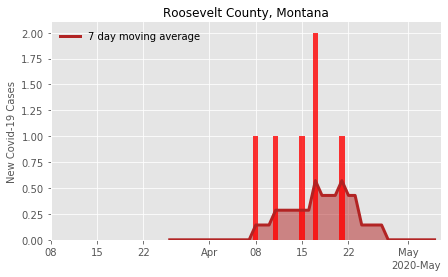 Roosevelt County, Montana
7 day moving average
New Covid-19 Cases
2.00
1.75
1.50
1.25
1.00
0.75
0.50
0.25
0.00
08 15 22 Apr 08 15 22 May
2020-May